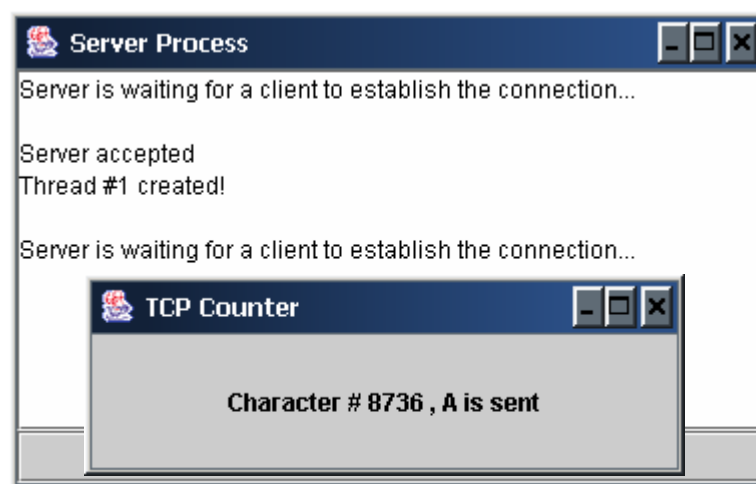 Server Process
Server is waiting for a client to establish the connection...
Server accepted
Thread #1 created!
Server is waiting for a client to establish the connection...
TCP Counter
Character # 8736 , A is sent